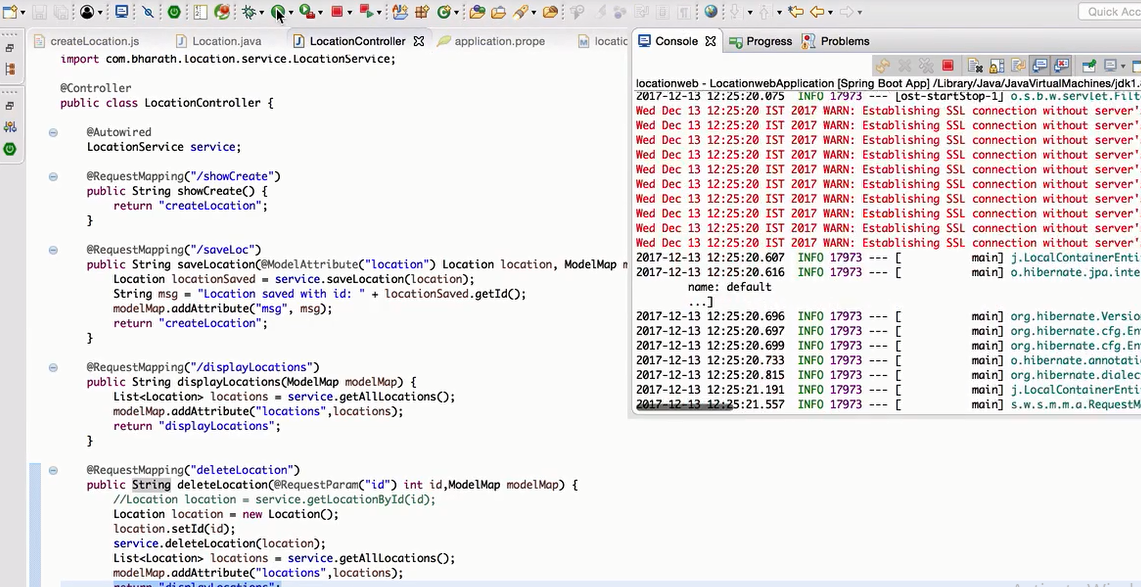 Quick Acc
createLocation.js
Location.java
LocationController
application.prope
locatio
import com.bharath.location.service.LocationService;
@Controller
public class LocationController {
@Autowired
LocationService service;
@RequestMapping("/showCreate")
public String showCreate() {
return "createLocation";
}
@RequestMapping("/saveLoc")
public String saveLocation(@ModelAttribute("location") Location location, ModelMap m
Location locationSaved = service.saveLocation(location);
String msg = "Location saved with id: " + locationSaved.getId();
modelMap.addAttribute("msg", msg);
return "createLocation";
}
@RequestMapping("/displayLocations")
public String displayLocations(ModelMap modelMap) {
List<Location> locations = service.getAllLocations();
modelMap.addAttribute("locations",locations);
return "displayLocations";
}
@RequestMapping("deleteLocation")
public String deleteLocation(@RequestParam("id") int id,ModelMap modelMap) {
//Location location = service.getLocationById(id);
Location location = new Location();
location.setId(id);
service.deleteLocation(location);
List<Location> locations = service.getAllLocations();
modelMap.addAttribute("locations",locations);
return "displayLocations";
Console
Progress
Problems
locationweb - LocationwebApplication [Spring Boot App] /Library/Java/JavaVirtualMachines/jdk1.
2017-12-13 12:25:20.075 INFO 17973 --- [ost-startStop-1] o.s.b.w.servlet.Filt
Wed Dec 13 12:25:20 IST 2017 WARN: Establishing SSL connection without server'
Wed Dec 13 12:25:20 IST 2017 WARN: Establishing SSL connection without server'
Wed Dec 13 12:25:20 IST 2017 WARN: Establishing SSL connection without server'
Wed Dec 13 12:25:20 IST 2017 WARN: Establishing SSL connection without server'
Wed Dec 13 12:25:20 IST 2017 WARN: Establishing SSL connection without server'
Wed Dec 13 12:25:20 IST 2017 WARN: Establishing SSL connection without server'
Wed Dec 13 12:25:20 IST 2017 WARN: Establishing SSL connection without server'
Wed Dec 13 12:25:20 IST 2017 WARN: Establishing SSL connection without server'
Wed Dec 13 12:25:20 IST 2017 WARN: Establishing SSL connection without server'
Wed Dec 13 12:25:20 IST 2017 WARN: Establishing SSL connection without server'
2017-12-13 12:25:20.607 INFO 17973 --- [ main] j.LocalContainerEnti
2017-12-13 12:25:20.616 INFO 17973 --- [ main] o.hibernate.jpa.inte
name: default
...]
2017-12-13 12:25:20.696 INFO 17973 --- [ main] org.hibernate.Versio
2017-12-13 12:25:20.697 INFO 17973 --- [ main] org.hibernate.cfg.En
2017-12-13 12:25:20.699 INFO 17973 --- [ main] org.hibernate.cfg.En
2017-12-13 12:25:20.733 INFO 17973 --- [ main] o.hibernate.annotati
2017-12-13 12:25:20.815 INFO 17973 --- [ main] org.hibernate.dialec
2017-12-13 12:25:21.191 INFO 17973 --- [ main] j.LocalContainerEnti
2017-12-13 12:25:21.557 INFO 17973 --- [ main] s.w.s.m.m.a.RequestM